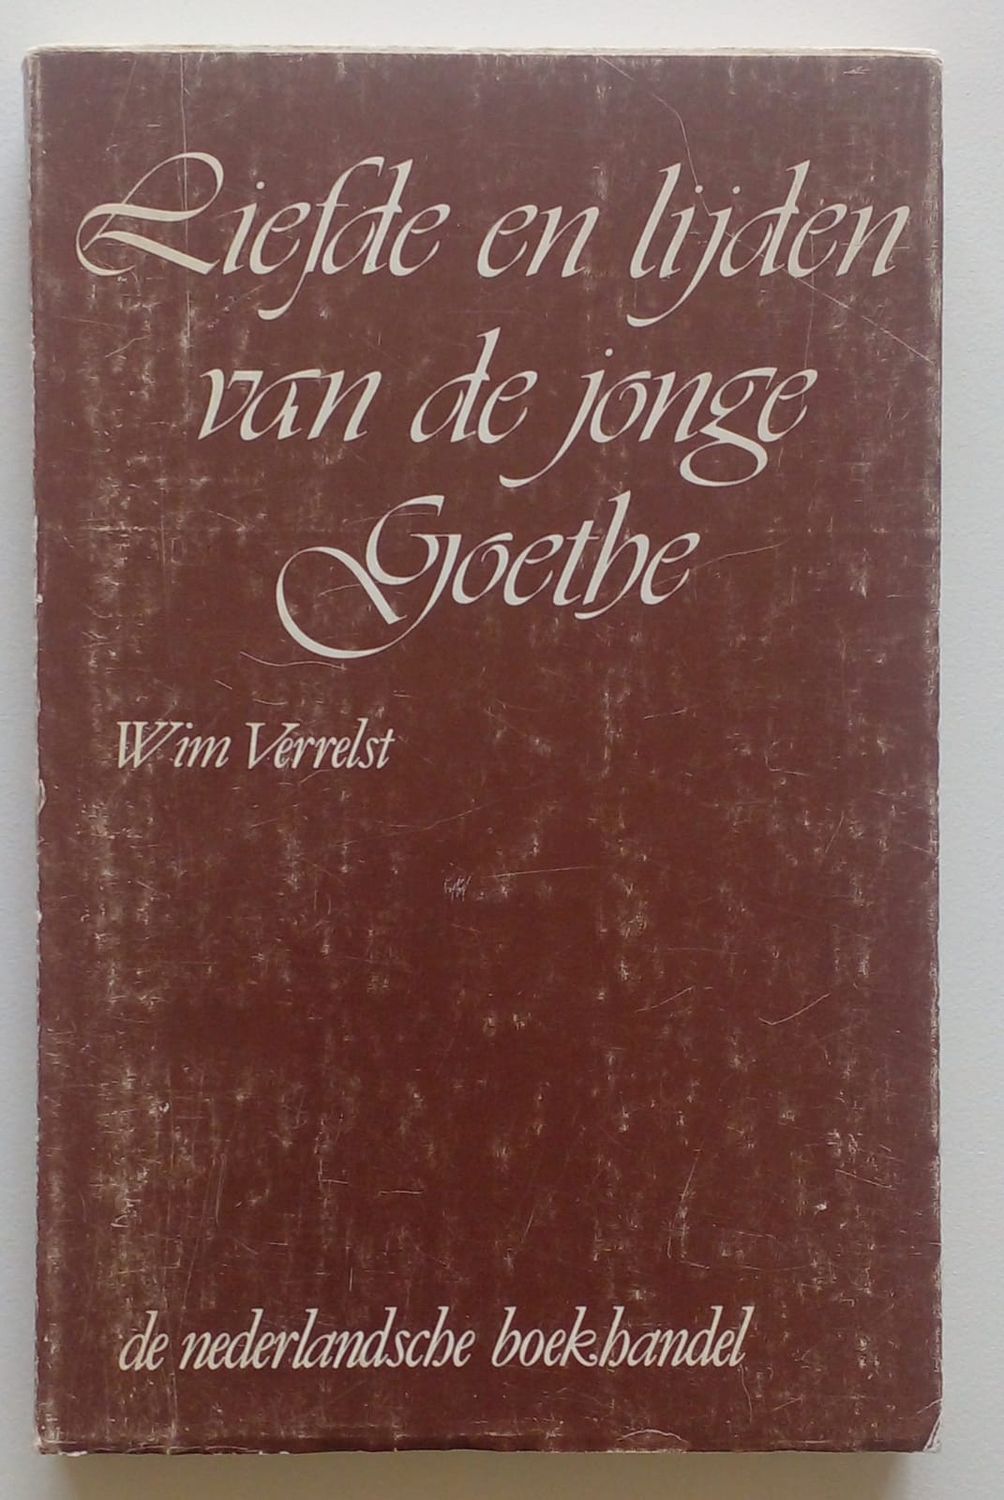 Liefde en lijden
van de jonge
Goethe
Wim Verrelst
de nederlandsche boekhandel